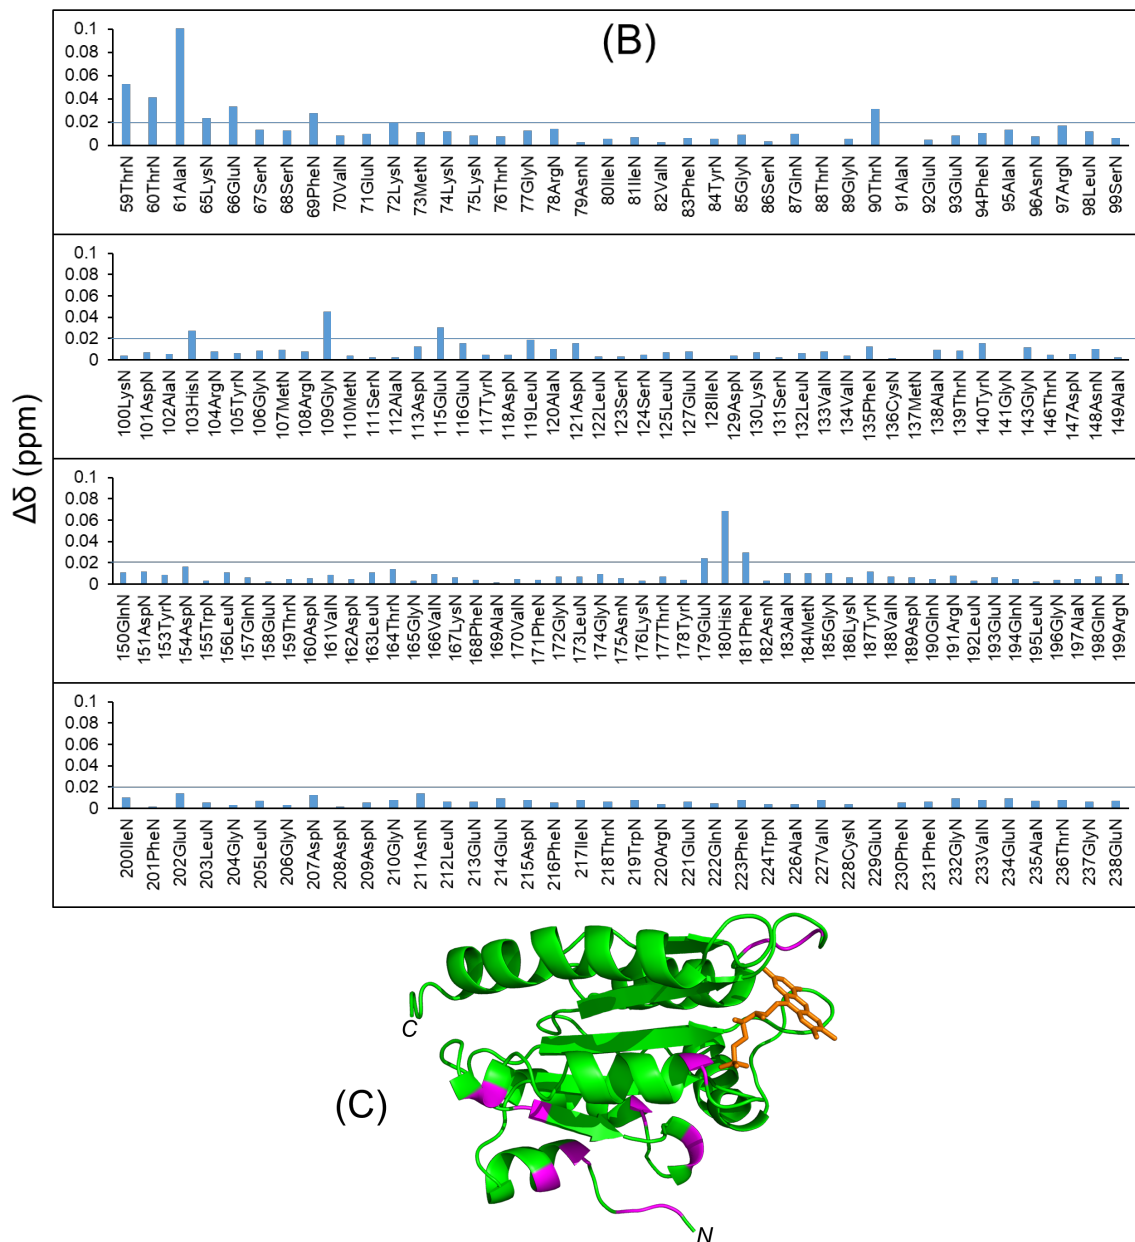 (B)
Δδ (ppm)
0.1
0.08
0.06
0.04
0.02
0
59ThrN 60ThrN 61AlaN 65LysN 66GluN 67SerN 68SerN 69PheN 70ValN 71GluN 72LysN 73MetN 74LysN 75LysN 76ThrN 77GlyN 78ArgN 79AsnN 80IleN 81IleN 82ValN 83PheN 84TyrN 85GlyN 86SerN 87GlnN 88ThrN 89GlyN 90ThrN 91AlaN 92GluN 93GluN 94PheN 95AlaN 96AsnN 97ArgN 98LeuN 99SerN
0.1
0.08
0.06
0.04
0.02
0
100LysN 101AspN 102AlaN 103HisN 104ArgN 105TyrN 106GlyN 107MetN 108ArgN 109GlyN 110MetN 111SerN 112AlaN 113AspN 115GluN 116GluN 117TyrN 118AspN 119LeuN 120AlaN 121AspN 122LeuN 123SerN 124SerN 125LeuN 127GluN 128IleN 129AspN 130LysN 131SerN 132LeuN 133ValN 134ValN 135PheN 136CysN 137MetN 138AlaN 139ThrN 140TyrN 141GlyN 143GlyN 146ThrN 147AspN 148AsnN 149AlaN
0.1
0.08
0.06
0.04
0.02
0
150GlnN 151AspN 153TyrN 154AspN 155TrpN 156LeuN 157GlnN 158GluN 159ThrN 160AspN 161ValN 162AspN 163LeuN 164ThrN 165GlyN 166ValN 167LysN 168PheN 169AlaN 170ValN 171PheN 172GlyN 173LeuN 174GlyN 175AsnN 176LysN 177ThrN 178TyrN 179GluN 180HisN 181PheN 182AsnN 183AlaN 184MetN 185GlyN 186LysN 187TyrN 188ValN 189AspN 190GlnN 191ArgN 192LeuN 193GluN 194GlnN 195LeuN 196GlyN 197AlaN 198GlnN 199ArgN
0.1
0.08
0.06
0.04
0.02
0
200IleN 201PheN 202GluN 203LeuN 204GlyN 205LeuN 206GlyN 207AspN 208AspN 209AspN 210GlyN 211AsnN 212LeuN 213GluN 214GluN 215AspN 216PheN 217IleN 218ThrN 219TrpN 220ArgN 221GluN 222GlnN 223PheN 224TrpN 226AlaN 227ValN 228CysN 229GluN 230PheN 231PheN 232GlyN 233ValN 234GluN 235AlaN 236ThrN 237GlyN 238GluN
C
(C)
N